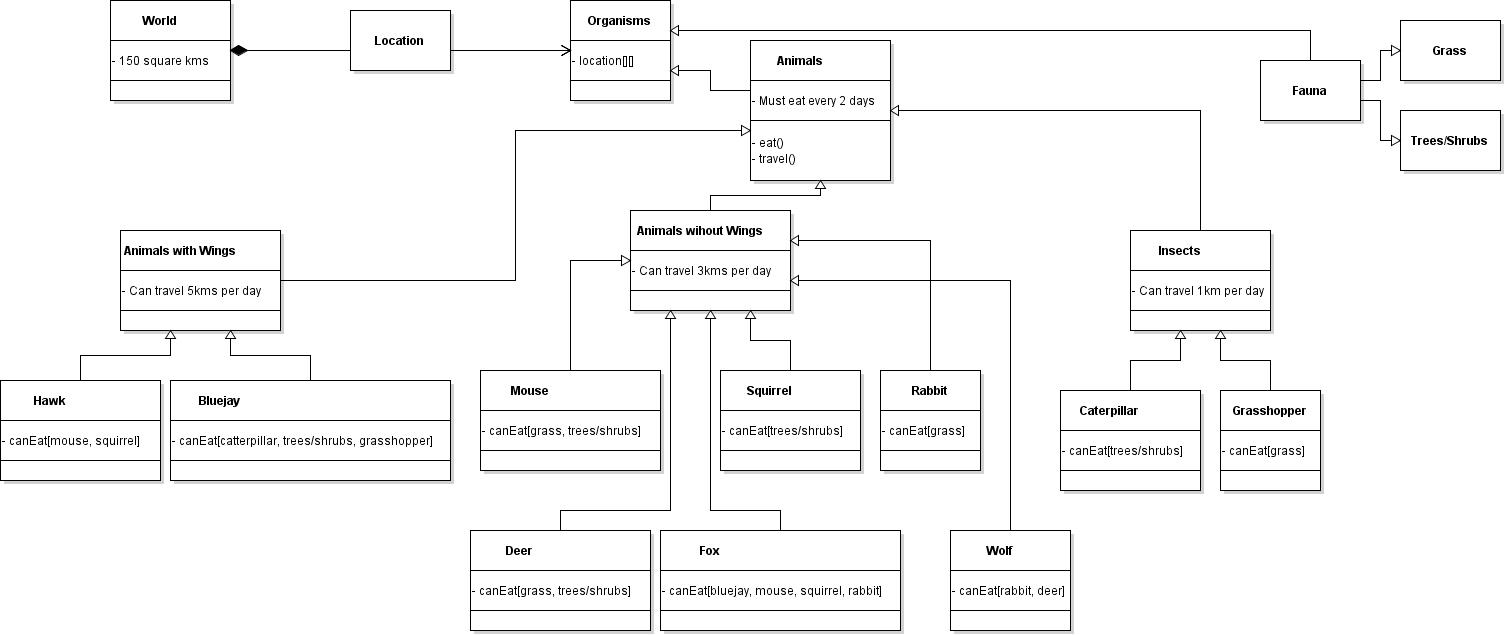 World
- 150 square kms
Location
Organisms
- location[][]
Animals
- Must eat every 2 days
- eat()
- travel()
Fauna
Grass
Trees/Shrubs
Animals with Wings
- Can travel 5kms per day
Animals wihout Wings
- Can travel 3kms per day
Insects
- Can travel 1km per day
Hawk
- canEat[mouse, squirrel]
Bluejay
- canEat[catterpillar, trees/shrubs, grasshopper]
Mouse
- canEat[grass, trees/shrubs]
Squirrel
- canEat[trees/shrubs]
Rabbit
- canEat[grass]
Caterpillar
- canEat[trees/shrubs]
Grasshopper
- canEat[grass]
Deer
- canEat[grass, trees/shrubs]
Fox
- canEat[bluejay, mouse, squirrel, rabbit]
Wolf
- canEat[rabbit, deer]